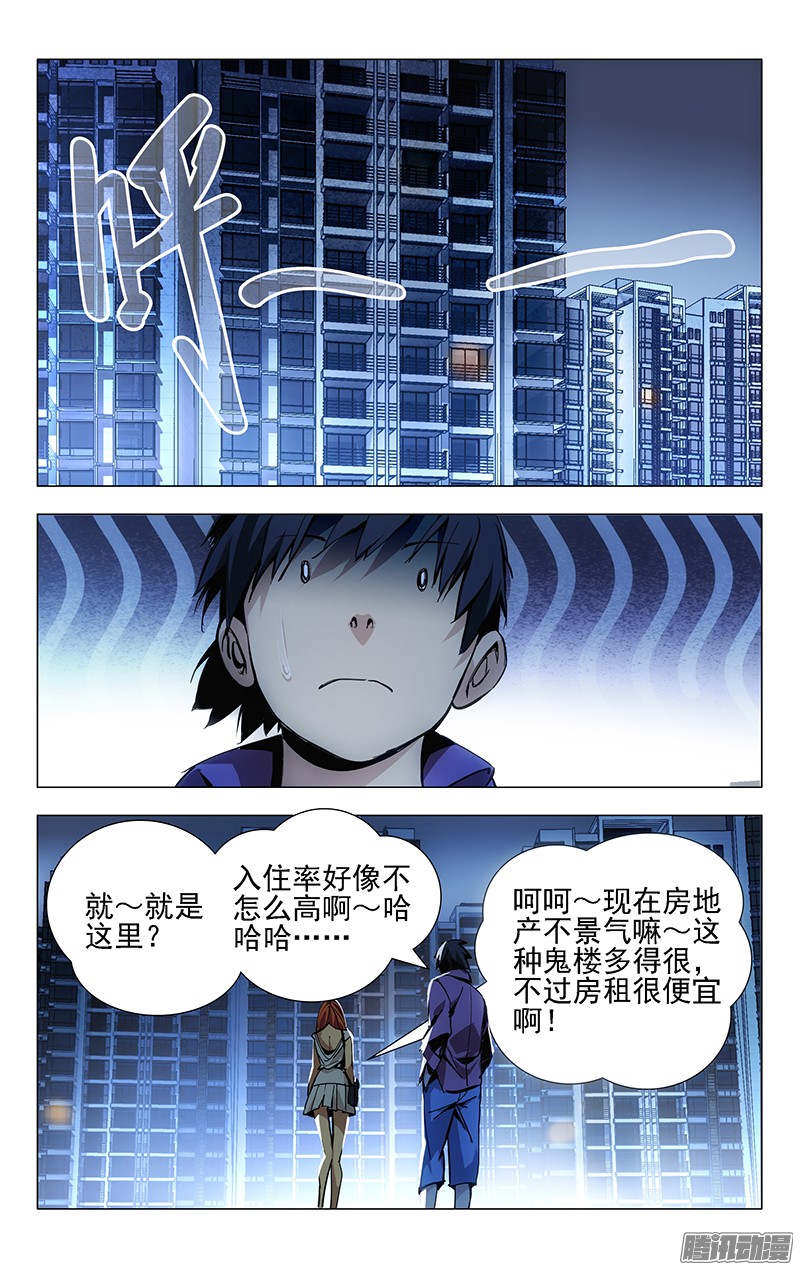 呼——
就～就是
这里？
入住率好像不
怎么高啊～哈
哈哈……
呵呵～现在房地
产不景气嘛～这
种鬼楼多得很，
不过房租很便宜
啊！
腾讯动漫